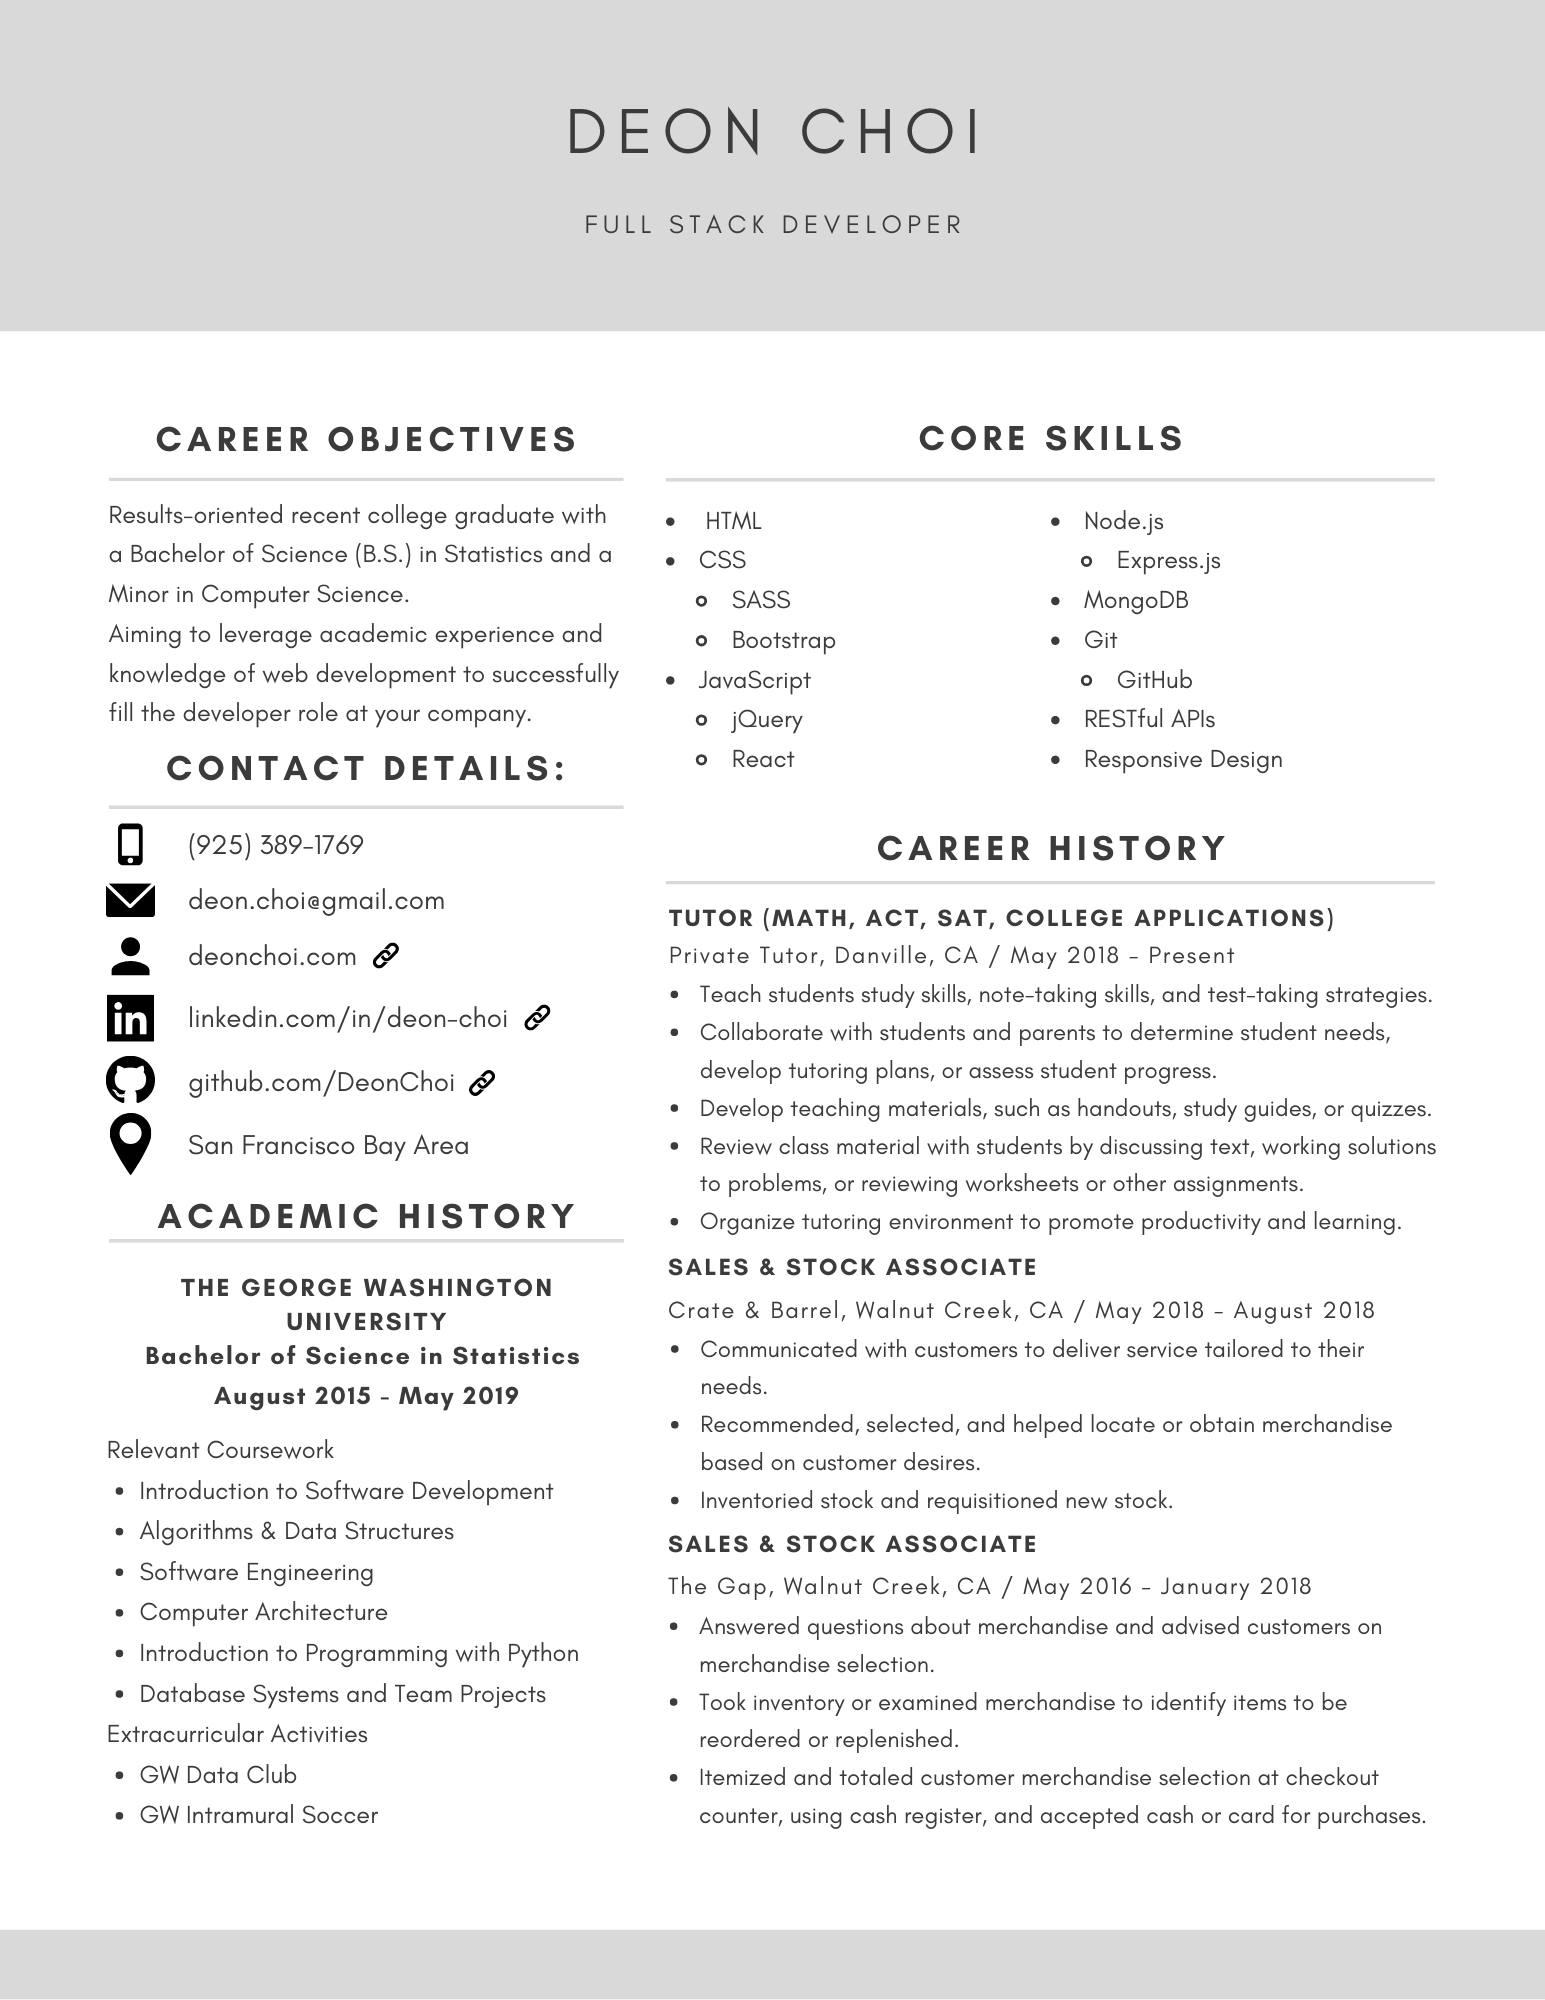 DEON CHOI
FULL STACK DEVELOPER
CAREER OBJECTIVES
Results-oriented recent college graduate with
a Bachelor of Science (B.S.) in Statistics and a
Minor in Computer Science.
Aiming to leverage academic experience and
knowledge of web development to successfully
fill the developer role at your company.
CONTACT DETAILS:
(925) 389-1769
deon.choi@gmail.com
deonchoi.com
linkedin.com/in/deon-choi
github.com/DeonChoi
San Francisco Bay Area
ACADEMIC HISTORY
THE GEORGE WASHINGTON
UNIVERSITY
Bachelor of Science in Statistics
August 2015 - May 2019
Relevant Coursework
• Introduction to Software Development
• Algorithms & Data Structures
• Software Engineering
• Computer Architecture
• Introduction to Programming with Python
• Database Systems and Team Projects
Extracurricular Activities
• GW Data Club
• GW Intramural Soccer
CORE SKILLS
• HTML
• CSS
○ SASS
○ Bootstrap
• JavaScript
○ jQuery
○ React
• Node.js
○ Express.js
• MongoDB
• Git
○ GitHub
• RESTful APIs
• Responsive Design
CAREER HISTORY
TUTOR (MATH, ACT, SAT, COLLEGE APPLICATIONS)
Private Tutor, Danville, CA / May 2018 - Present
• Teach students study skills, note-taking skills, and test-taking strategies.
• Collaborate with students and parents to determine student needs,
develop tutoring plans, or assess student progress.
• Develop teaching materials, such as handouts, study guides, or quizzes.
• Review class material with students by discussing text, working solutions
to problems, or reviewing worksheets or other assignments.
• Organize tutoring environment to promote productivity and learning.
SALES & STOCK ASSOCIATE
Crate & Barrel, Walnut Creek, CA / May 2018 - August 2018
• Communicated with customers to deliver service tailored to their
needs.
• Recommended, selected, and helped locate or obtain merchandise
based on customer desires.
• Inventoried stock and requisitioned new stock.
SALES & STOCK ASSOCIATE
The Gap, Walnut Creek, CA / May 2016 - January 2018
• Answered questions about merchandise and advised customers on
merchandise selection.
• Took inventory or examined merchandise to identify items to be
reordered or replenished.
• Itemized and totaled customer merchandise selection at checkout
counter, using cash register, and accepted cash or card for purchases.